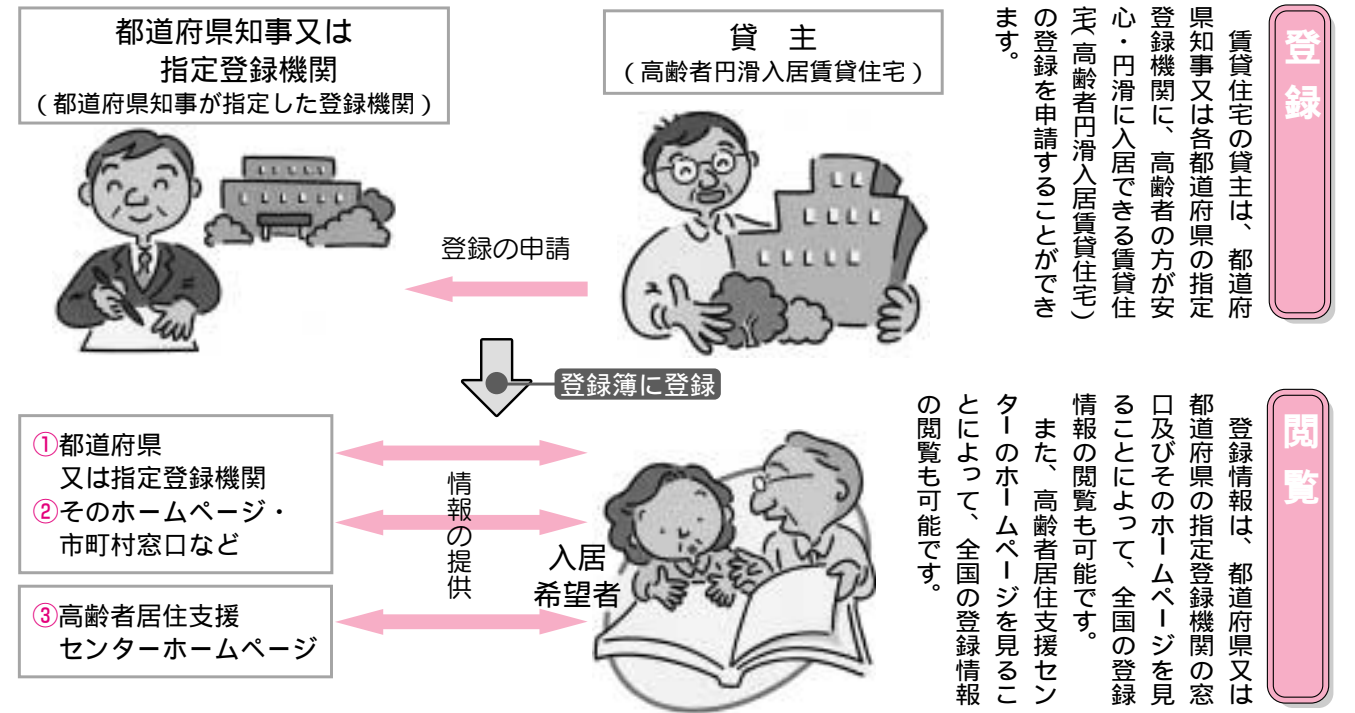 登録
賃貸住宅の貸主は、都道府
県知事又は各都道府県の指定
登録機関に、高齢者の方が安
心・円滑に入居できる賃貸住
宅(高齢者円滑入居賃貸住宅)
の登録を申請することができ
ます。
貸 主
(高齢者円滑入居賃貸住宅)
都道府県知事又は
指定登録機関
(都道府県知事が指定した登録機関)
登録の申請
登録簿に登録
閲覧
登録情報は、都道府県又は
都道府県の指定登録機関の窓
口及びそのホームページを見
ることによって、全国の登録
情報の閲覧も可能です。
また、高齢者居住支援セン
ターのホームページを見るこ
とによって、全国の登録情報
の閲覧も可能です。
①都道府県
又は指定登録機関
②そのホームページ・
市町村窓口など
③高齢者居住支援
センターホームページ
情報の提供
入居
希望者